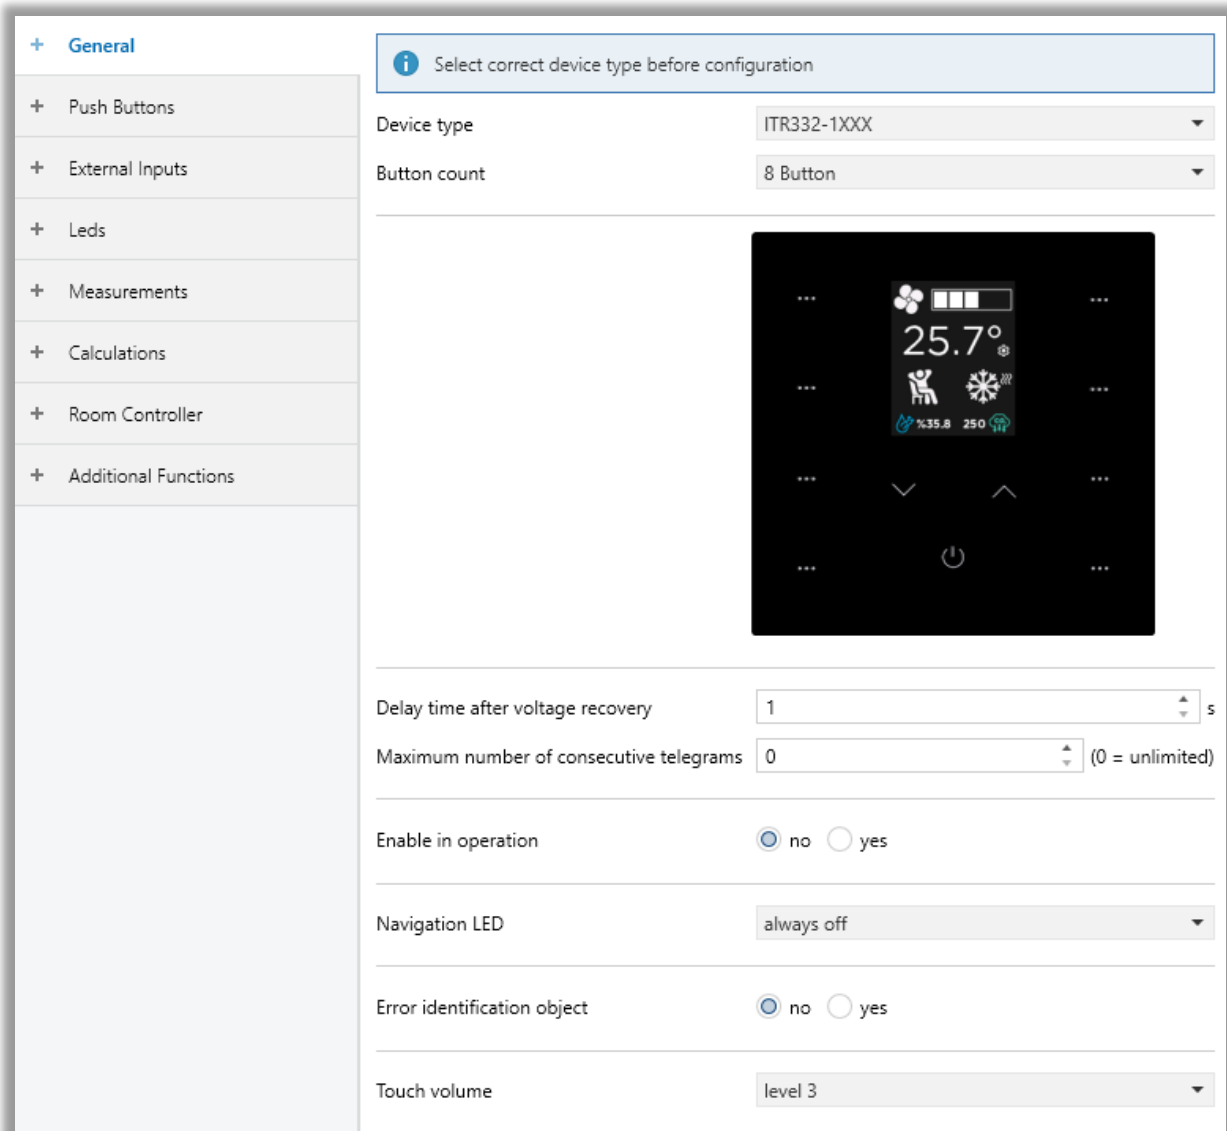 General
Push Buttons
External Inputs
Leds
Measurements
Calculations
Room Controller
Additional Functions
Select correct device type before configuration
Device type ITR332-1XXX
Button count 8 Button
25.7°
%35.8 250
Delay time after voltage recovery 1 s
Maximum number of consecutive telegrams 0 (0 = unlimited)
Enable in operation no yes
Navigation LED always off
Error identification object no yes
Touch volume level 3